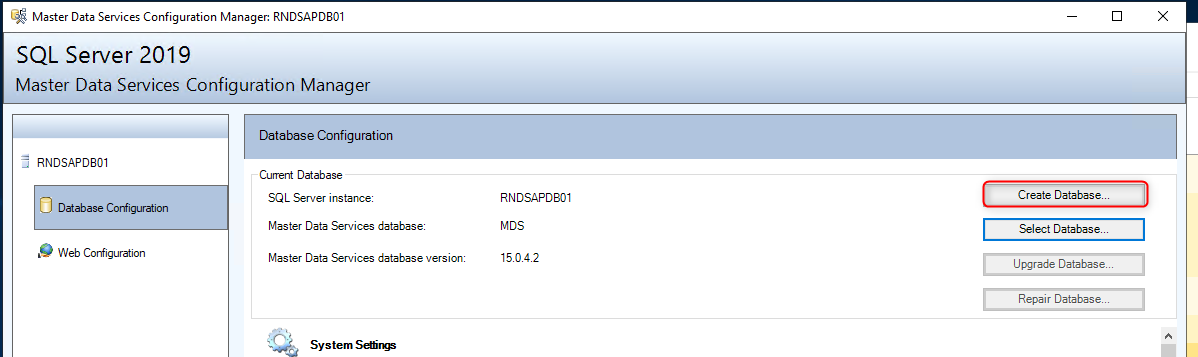 Master Data Services Configuration Manager: RNDSAPDB01
SQL Server 2019
Master Data Services Configuration Manager
RNDSAPDB01
Database Configuration
Web Configuration
Database Configuration
Current Database
SQL Server instance: RNDSAPDB01 Create Database...
Master Data Services database: MDS Select Database...
Master Data Services database version: 15.0.4.2 Upgrade Database...
Repair Database...
System Settings